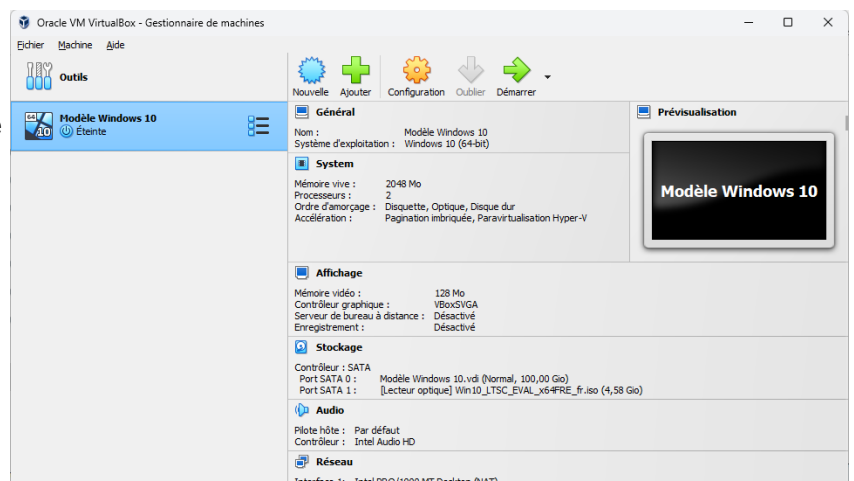 Oracle VM VirtualBox - Gestionnaire de machines
Fichier Machine Aide
Outils
Nouvelle Ajouter Configuration Oublier Démarrer
64
10
Modèle Windows 10
Éteinte
Général
Nom : Modèle Windows 10
Système d'exploitation : Windows 10 (64-bit)
Prévisualisation
Modèle Windows 10
System
Mémoire vive : 2048 Mo
Processeurs : 2
Ordre d'amorçage : Disquette, Optique, Disque dur
Accélération : Pagination imbriquée, Paravirtualisation Hyper-V
Affichage
Mémoire vidéo : 128 Mo
Contrôleur graphique : VBoxSVGA
Serveur de bureau à distance : Désactivé
Enregistrement : Désactivé
Stockage
Contrôleur : SATA
Port SATA 0 : Modèle Windows 10.vdi (Normal, 100,00 Gio)
Port SATA 1 : [Lecteur optique] Win10_LTSC_EVAL_x64FRE_fr.iso (4,58 Gio)
Audio
Pilote hôte : Par défaut
Contrôleur : Intel Audio HD
Réseau